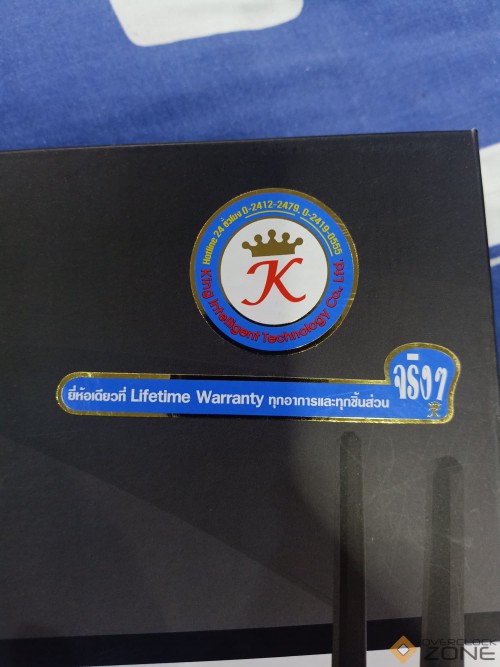 Hotline 24 ชั่วโมง 0-2412-2479, 0-2419-0555
K
King Intelligent Technology Co., Ltd.
ยี่ห้อเดียวที่ Lifetime Warranty ทุกอาการและทุกชิ้นส่วน จริงๆ
OVERCLOCK
ZONE